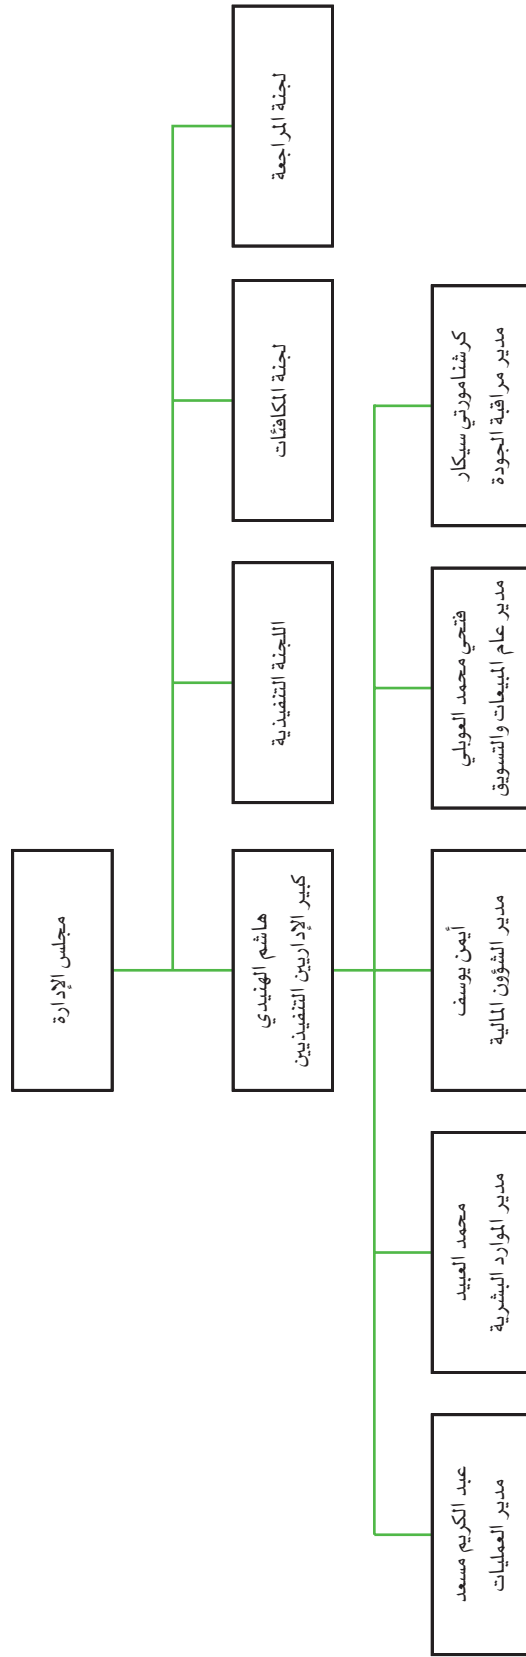 مجلس الإدارة
لجنة المراجعة
لجنة المكافئات
اللجنة التنفيذية
هاشم الهنيدي
كبير الإداريين التنفيذيين
كرشنامورتي سيكار
مدير مراقبة الجودة
فتحي محمد العوبلي
مدير عام المبيعات والتسويق
أيمن يوسف
مدير الشؤون المالية
محمد العبيد
مدير الموارد البشرية
عبد الكريم مسعد
مدير العمليات